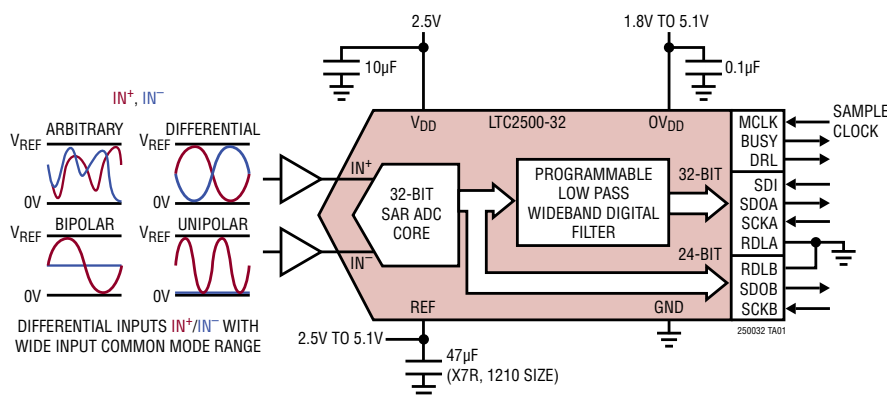 2.5V
1.8V TO 5.1V
10µF
0.1µF
IN+, IN−
ARBITRARY
DIFFERENTIAL
VREF
0V
VREF
0V
BIPOLAR
UNIPOLAR
VREF
0V
VREF
0V
DIFFERENTIAL INPUTS IN+/IN− WITH
WIDE INPUT COMMON MODE RANGE
VDD
LTC2500-32
OVDD
IN+
IN−
32-BIT
SAR ADC
CORE
PROGRAMMABLE
LOW PASS
WIDEBAND DIGITAL
FILTER
32-BIT
24-BIT
REF
GND
MCLK
BUSY
DRL
SDI
SDOA
SCKA
RDLA
RDLB
SDOB
SCKB
SAMPLE
CLOCK
250032 TA01
2.5V TO 5.1V
47µF
(X7R, 1210 SIZE)